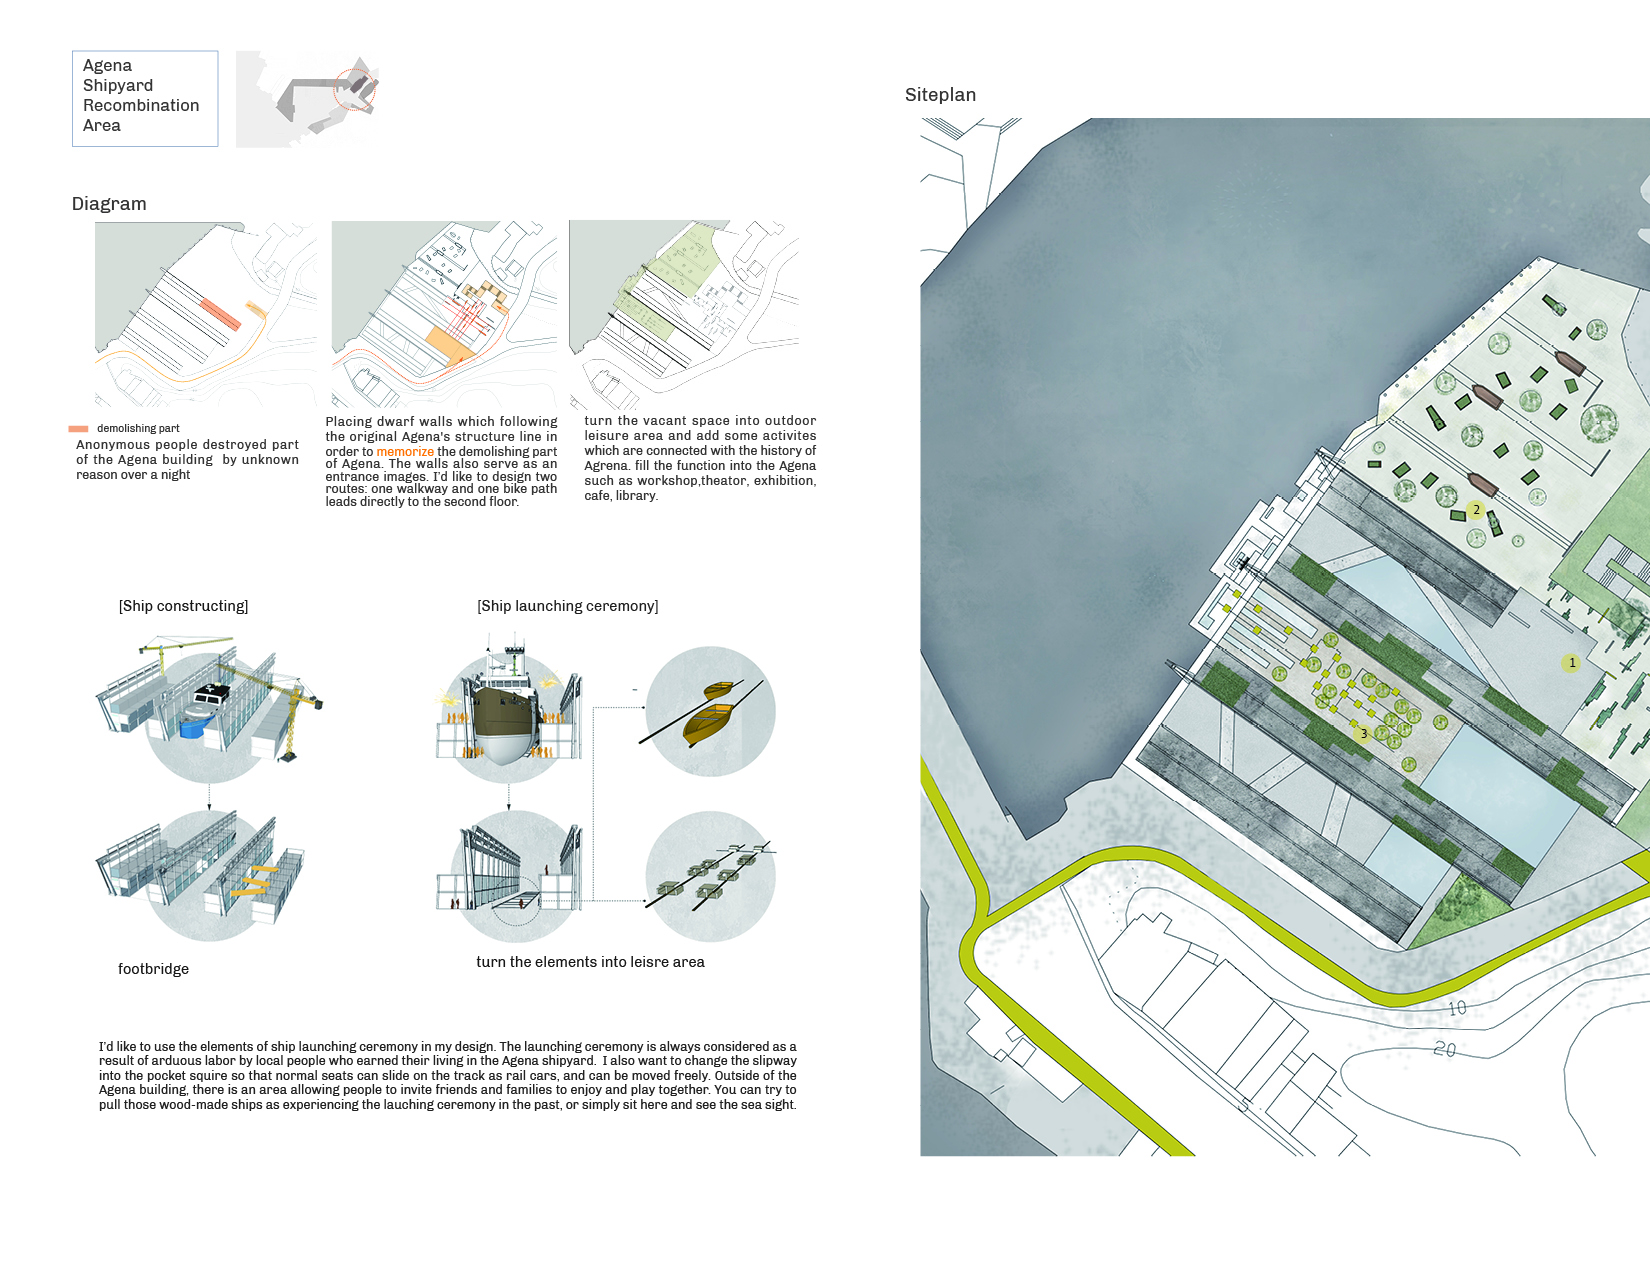 Agena
Shipyard
Recombination
Area
Diagram
demolishing part
Anonymous people destroyed part
of the Agena building by unknown
reason over a night
Placing dwarf walls which following
the original Agena's structure line in
order to memorize the demolishing part
of Agena. The walls also serve as an
entrance images. I'd like to design two
routes: one walkway and one bike path
leads directly to the second floor.
turn the vacant space into outdoor
leisure area and add some activites
which are connected with the history of
Agrena. fill the function into the Agena
such as workshop,theator, exhibition,
cafe, library.
[Ship constructing]
[Ship launching ceremony]
footbridge
turn the elements into leisre area
I'd like to use the elements of ship launching ceremony in my design. The launching ceremony is always considered as a
result of arduous labor by local people who earned their living in the Agena shipyard. I also want to change the slipway
into the pocket squire so that normal seats can slide on the track as rail cars, and can be moved freely. Outside of the
Agena building, there is an area allowing people to invite friends and families to enjoy and play together. You can try to
pull those wood-made ships as experiencing the lauching ceremony in the past, or simply sit here and see the sea sight.
Siteplan
2
1
3
10
20
5